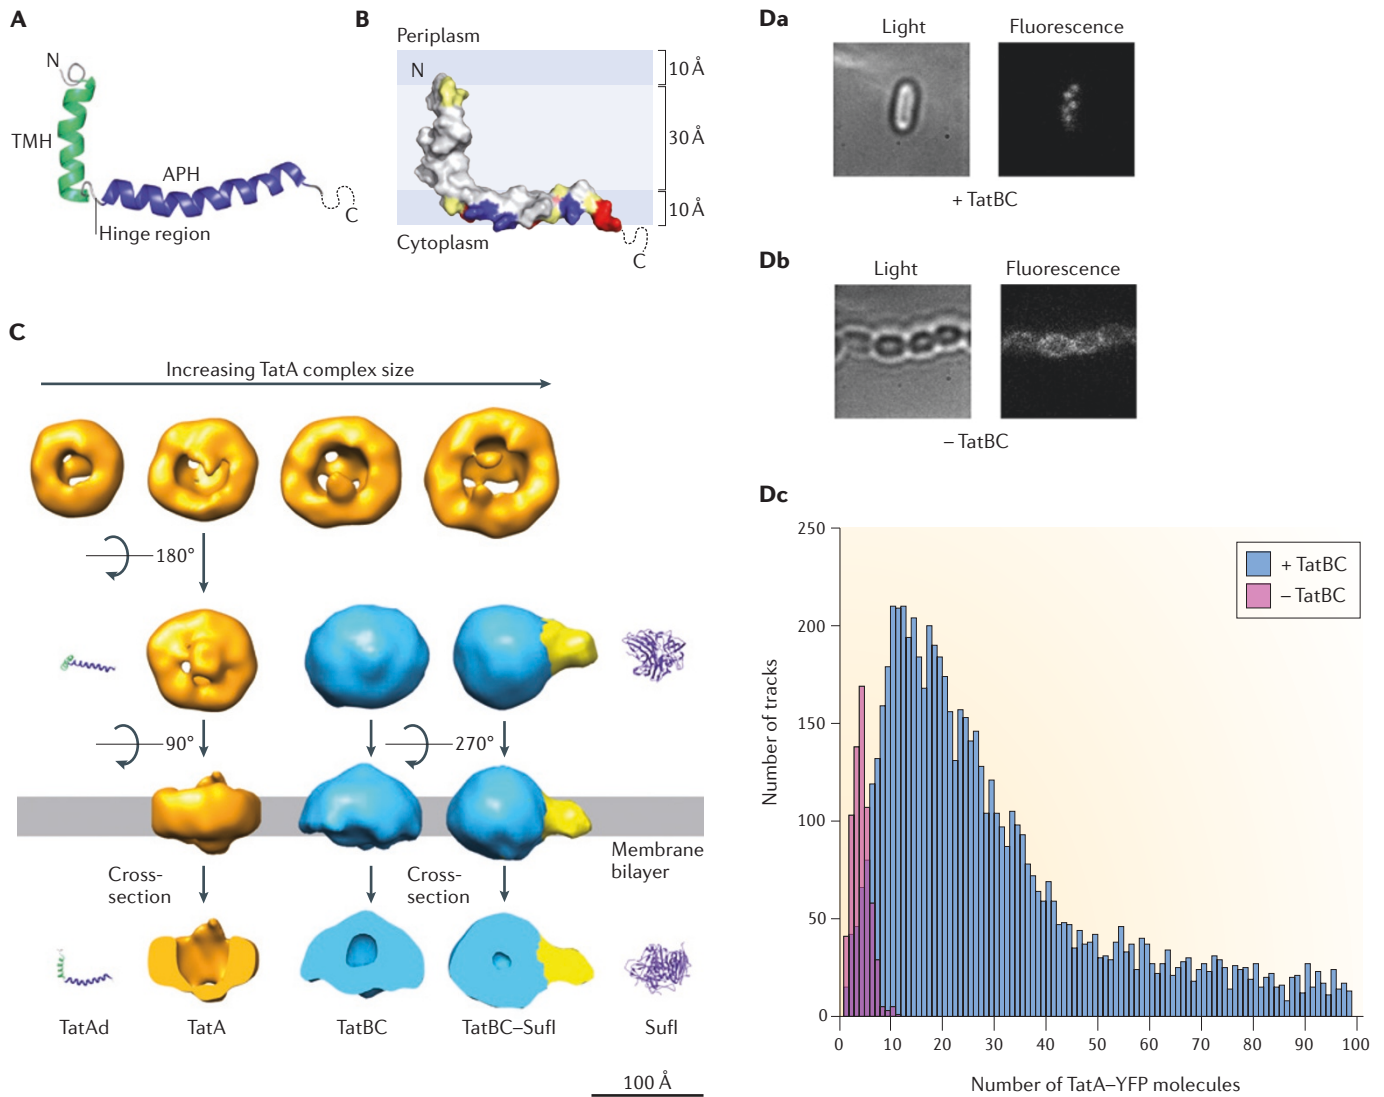 A
N
TMH
APH
C
Hinge region
B
Periplasm
N
10 Å
30 Å
10 Å
Cytoplasm
C
C
Increasing TatA complex size
180°
90°
270°
Membrane
bilayer
Cross-
section
Cross-
section
TatAd
TatA
TatBC
TatBC–SufI
SufI
100 Å
Da
Light
Fluorescence
+ TatBC
Db
Light
Fluorescence
– TatBC
Dc
250
200
150
100
50
0
Number of tracks
+ TatBC
– TatBC
0
10
20
30
40
50
60
70
80
90
100
Number of TatA–YFP molecules